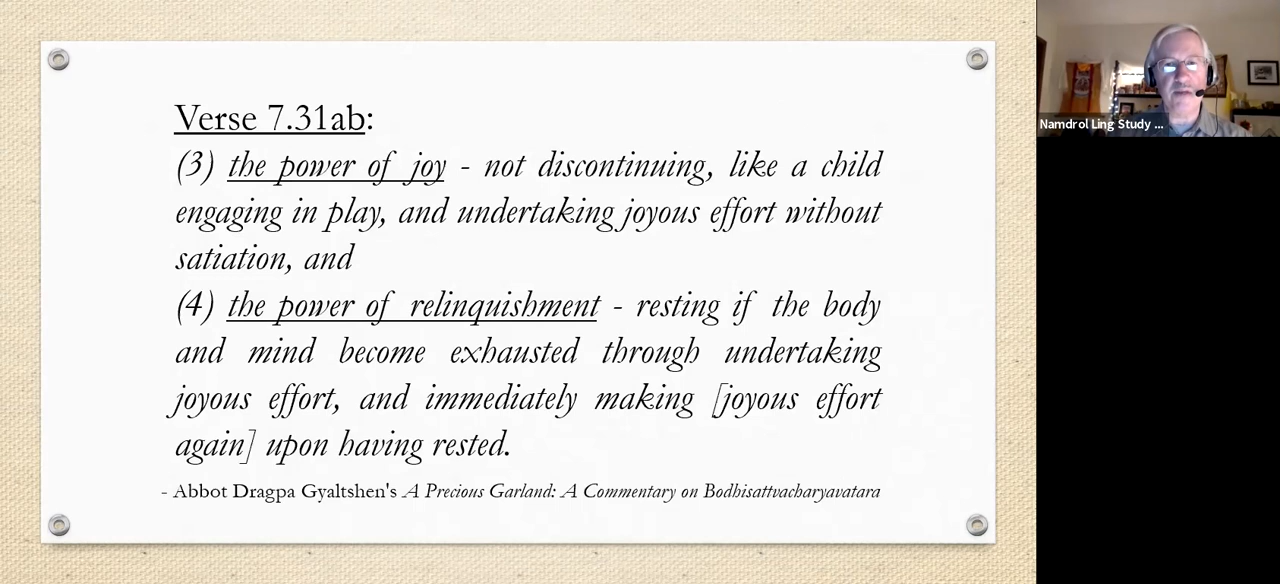 Verse 7.31ab:
(3) the power of joy - not discontinuing, like a child
engaging in play, and undertaking joyous effort without
satiation, and
(4) the power of relinquishment - resting if the body
and mind become exhausted through undertaking
joyous effort, and immediately making [joyous effort
again] upon having rested.
- Abbot Dragpa Gyaltshen's A Precious Garland: A Commentary on Bodhisattvacharyavatara
Namdrol Ling Study ...